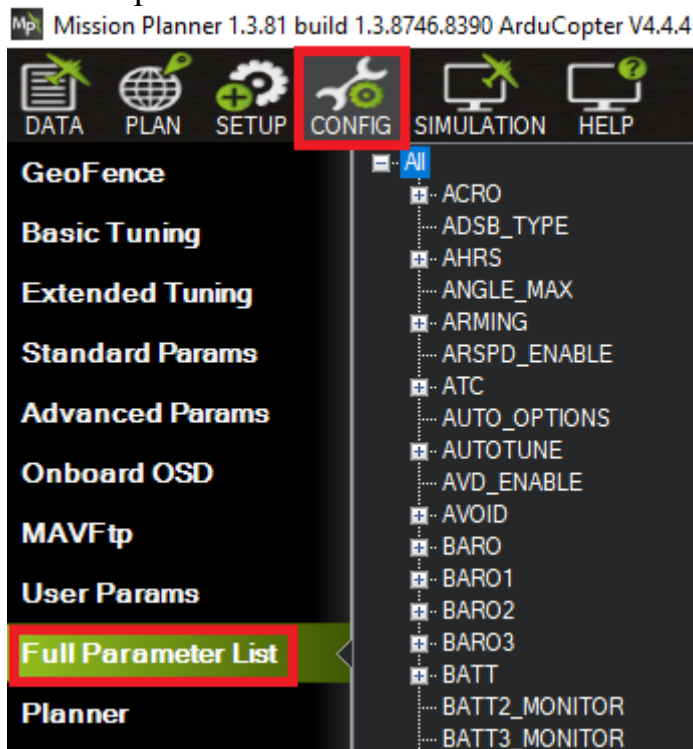 Mp Mission Planner 1.3.81 build 1.3.8746.8390 ArduCopter V4.4.4
DATA PLAN SETUP CONFIG SIMULATION HELP
GeoFence
Basic Tuning
Extended Tuning
Standard Params
Advanced Params
Onboard OSD
MAVFtp
User Params
Full Parameter List
Planner
All
ACRO
ADSB_TYPE
AHRS
ANGLE_MAX
ARMING
ARSPD_ENABLE
ATC
AUTO_OPTIONS
AUTOTUNE
AVD_ENABLE
AVOID
BARO
BARO1
BARO2
BARO3
BATT
BATT2_MONITOR
BATT3_MONITOR